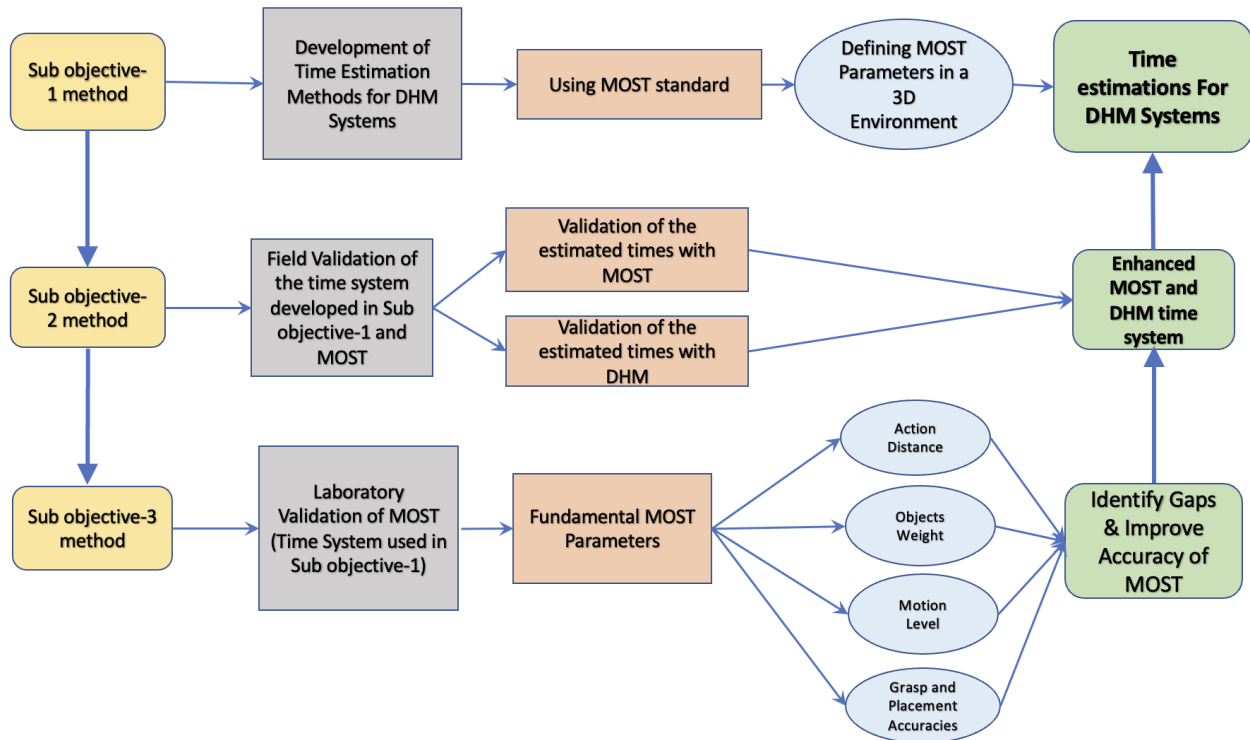 Sub objective-
1 method
Development of
Time Estimation
Methods for DHM
Systems
Using MOST standard
Defining MOST
Parameters in a
3D
Environment
Time
estimations For
DHM Systems
Sub objective-
2 method
Field Validation of
the time system
developed in Sub
objective-1 and
MOST
Validation of the
estimated times with
MOST
Validation of the
estimated times with
DHM
Enhanced
MOST and
DHM time
system
Sub objective-3
method
Laboratory
Validation of MOST
(Time System used in
Sub objective-1)
Fundamental MOST
Parameters
Action
Distance
Objects
Weight
Motion
Level
Grasp and
Placement
Accuracies
Identify Gaps
& Improve
Accuracy of
MOST